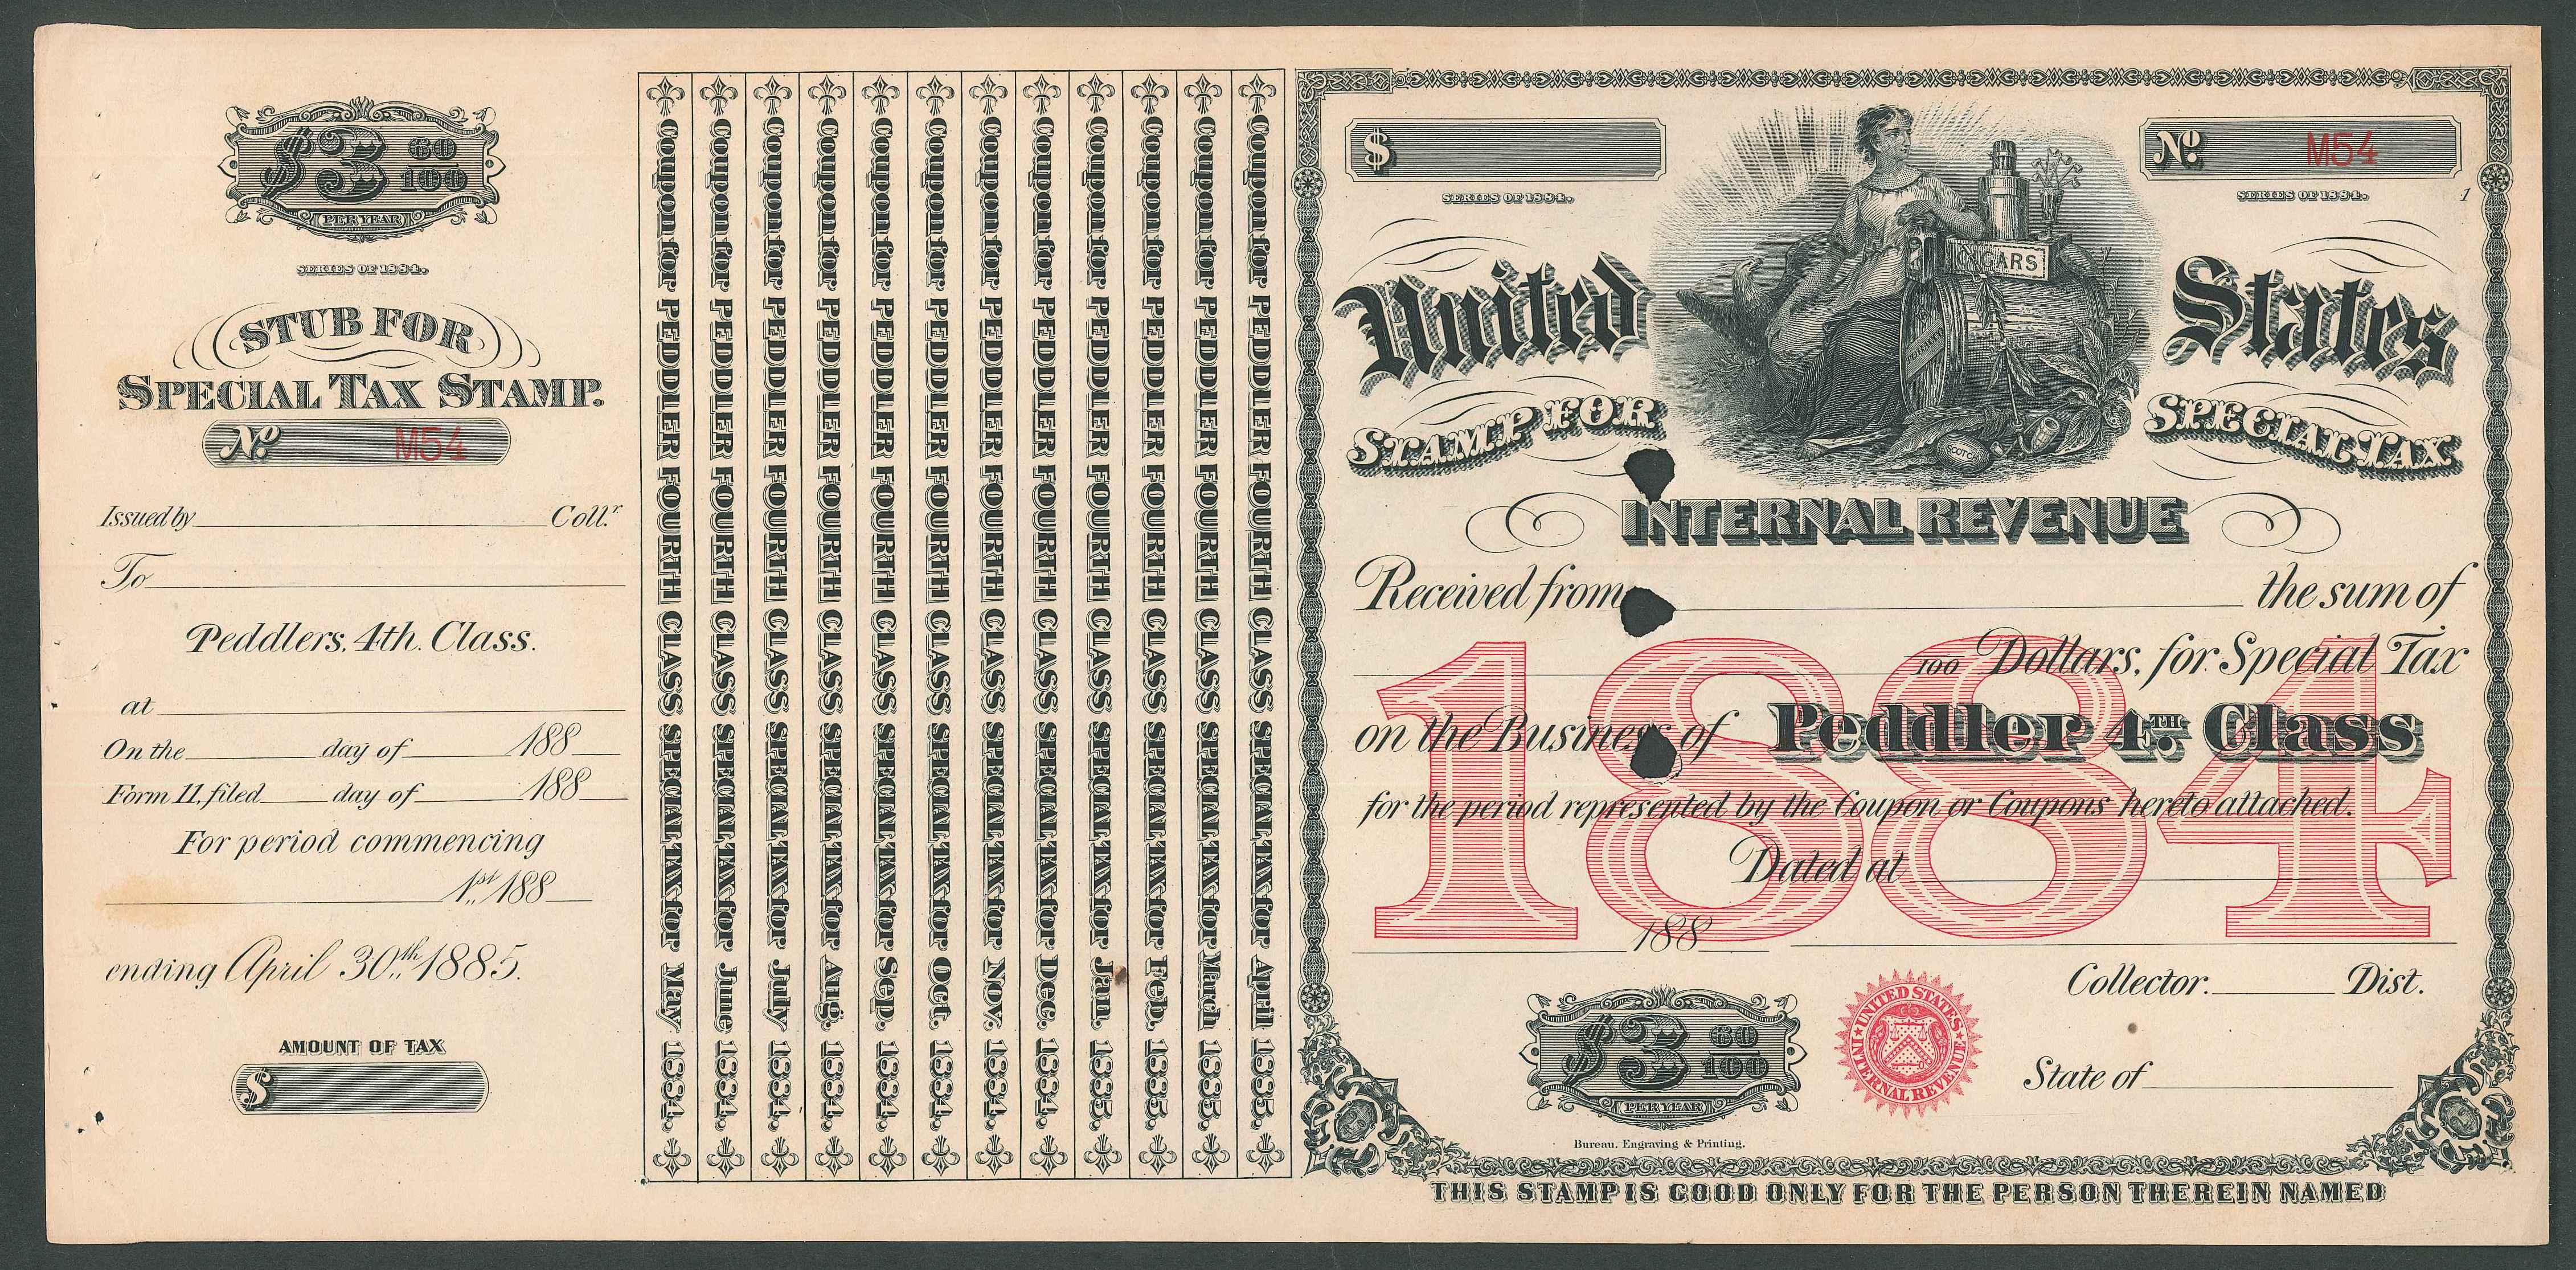 $3 60/100
PER YEAR
SERIES OF 1884.
STUB FOR
SPECIAL TAX STAMP.
No. M54
Issued by Coll.r
To
Peddlers, 4th. Class.
at
On the day of 188
Form 11, filed day of 188
For period commencing
1st. 188
ending April 30th. 1885.
AMOUNT OF TAX
$
Coupon for PEDDLER FOURTH CLASS SPECIAL TAX for May 1884.
Coupon for PEDDLER FOURTH CLASS SPECIAL TAX for June 1884.
Coupon for PEDDLER FOURTH CLASS SPECIAL TAX for July 1884.
Coupon for PEDDLER FOURTH CLASS SPECIAL TAX for Aug. 1884.
Coupon for PEDDLER FOURTH CLASS SPECIAL TAX for Sep. 1884.
Coupon for PEDDLER FOURTH CLASS SPECIAL TAX for Oct. 1884.
Coupon for PEDDLER FOURTH CLASS SPECIAL TAX for Nov. 1884.
Coupon for PEDDLER FOURTH CLASS SPECIAL TAX for Dec. 1884.
Coupon for PEDDLER FOURTH CLASS SPECIAL TAX for Jan. 1885.
Coupon for PEDDLER FOURTH CLASS SPECIAL TAX for Feb. 1885.
Coupon for PEDDLER FOURTH CLASS SPECIAL TAX for March 1885.
Coupon for PEDDLER FOURTH CLASS SPECIAL TAX for April 1885.
$
No. M54
SERIES OF 1884.
SERIES OF 1884.
1
CIGARS
TOBACCO
SCOTCH
United States
STAMP FOR SPECIAL TAX
INTERNAL REVENUE
Received from the sum of
100 Dollars, for Special Tax
1884
on the Business of Peddler 4TH. Class
for the period represented by the Coupon or Coupons hereto attached.
Dated at
188
Collector. Dist.
$3 60/100
PER YEAR
UNITED STATES INTERNAL REVENUE
State of
Bureau, Engraving & Printing.
THIS STAMP IS GOOD ONLY FOR THE PERSON THEREIN NAMED